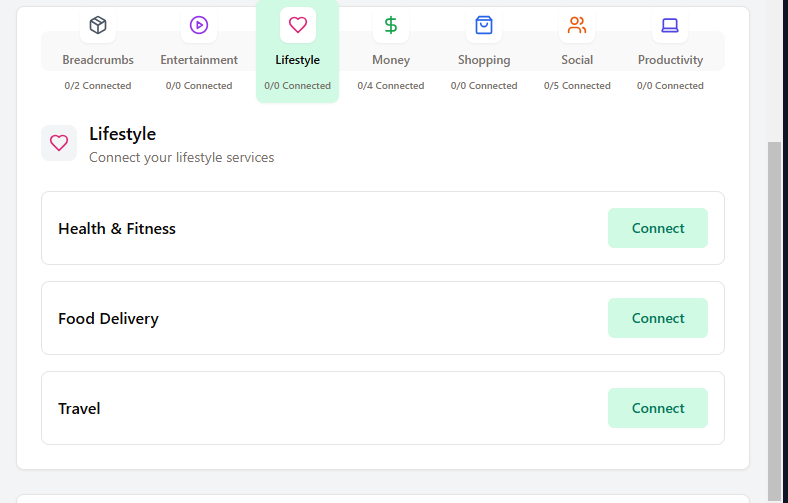 Breadcrumbs Entertainment Lifestyle Money Shopping Social Productivity
0/2 Connected 0/0 Connected 0/0 Connected 0/4 Connected 0/0 Connected 0/5 Connected 0/0 Connected
Lifestyle
Connect your lifestyle services
Health & Fitness Connect
Food Delivery Connect
Travel Connect